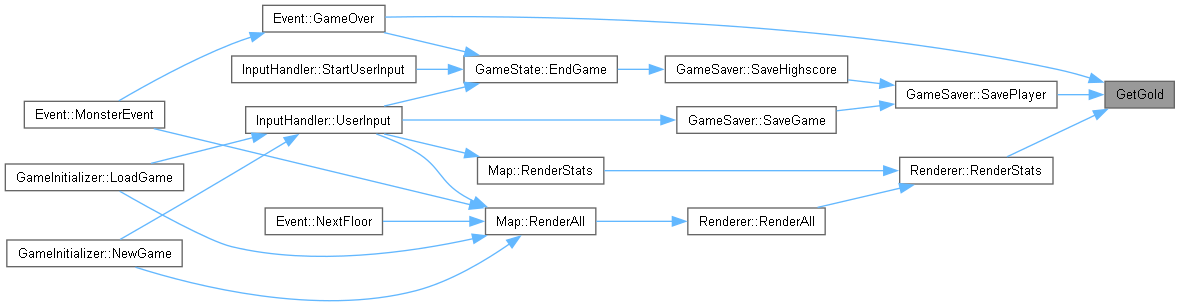 Event::GameOver
InputHandler::StartUserInput
GameState::EndGame
GameSaver::SaveHighscore
GameSaver::SavePlayer
GetGold
Event::MonsterEvent
InputHandler::UserInput
GameSaver::SaveGame
GameInitializer::LoadGame
Map::RenderStats
Renderer::RenderStats
Event::NextFloor
Map::RenderAll
Renderer::RenderAll
GameInitializer::NewGame